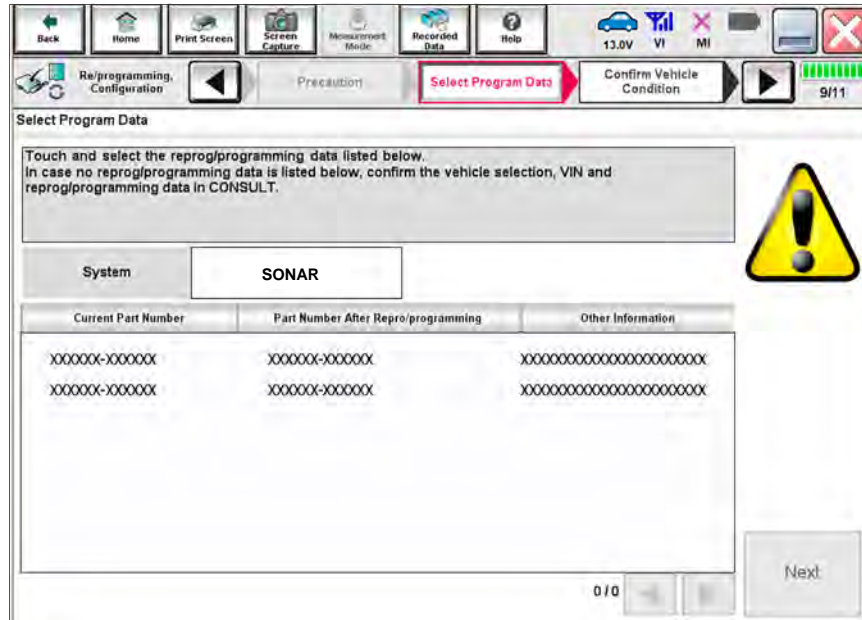 Back
Home
Print Screen
Screen Capture
Measurement Mode
Recorded Data
Help
13.0V
VI
MI
Re/programming, Configuration
Precaution
Select Program Data
Confirm Vehicle Condition
9/11
Select Program Data
Touch and select the reprog/programming data listed below.
In case no reprog/programming data is listed below, confirm the vehicle selection, VIN and
reprog/programming data in CONSULT.
System
SONAR
Current Part Number
Part Number After Repro/programming
Other Information
XXXXXX-XXXXXX
XXXXXX-XXXXXX
XXXXXXXXXXXXXXXXXXXXXXXX
XXXXXX-XXXXXX
XXXXXX-XXXXXX
XXXXXXXXXXXXXXXXXXXXXXXX
0/0
Next